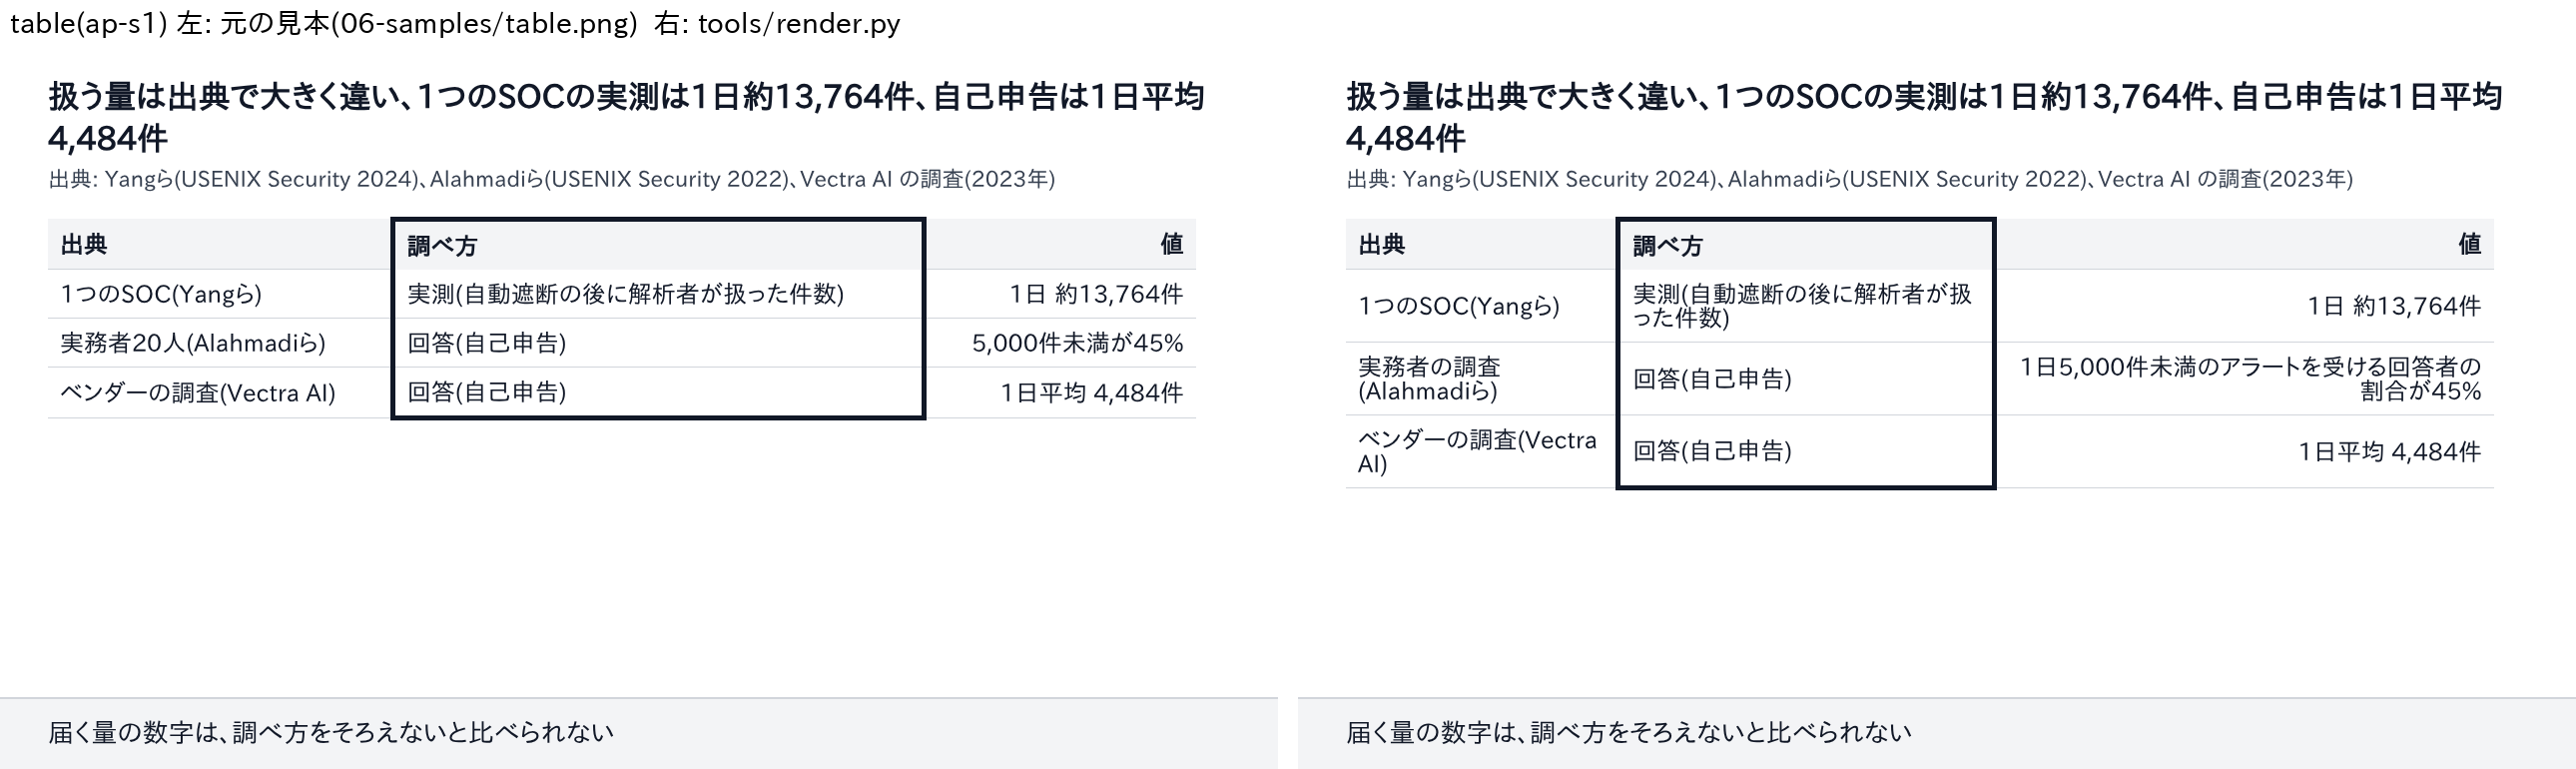 table(ap-s1) 左: 元の見本(06-samples/table.png)  右: tools/render.py
扱う量は出典で大きく違い、1つのSOCの実測は1日約13,764件、自己申告は1日平均
4,484件
出典: Yangら(USENIX Security 2024)、Alahmadiら(USENIX Security 2022)、Vectra AI の調査(2023年)
出典 調べ方 値
1つのSOC(Yangら) 実測(自動遮断の後に解析者が扱った件数) 1日 約13,764件
実務者20人(Alahmadiら) 回答(自己申告) 5,000件未満が45%
ベンダーの調査(Vectra AI) 回答(自己申告) 1日平均 4,484件
届く量の数字は、調べ方をそろえないと比べられない
扱う量は出典で大きく違い、1つのSOCの実測は1日約13,764件、自己申告は1日平均
4,484件
出典: Yangら(USENIX Security 2024)、Alahmadiら(USENIX Security 2022)、Vectra AI の調査(2023年)
出典 調べ方 値
1つのSOC(Yangら)
実測(自動遮断の後に解析者が扱
った件数)
1日 約13,764件
実務者の調査
(Alahmadiら)
回答(自己申告)
1日5,000件未満のアラートを受ける回答者の
割合が45%
ベンダーの調査(Vectra
AI)
回答(自己申告)
1日平均 4,484件
届く量の数字は、調べ方をそろえないと比べられない